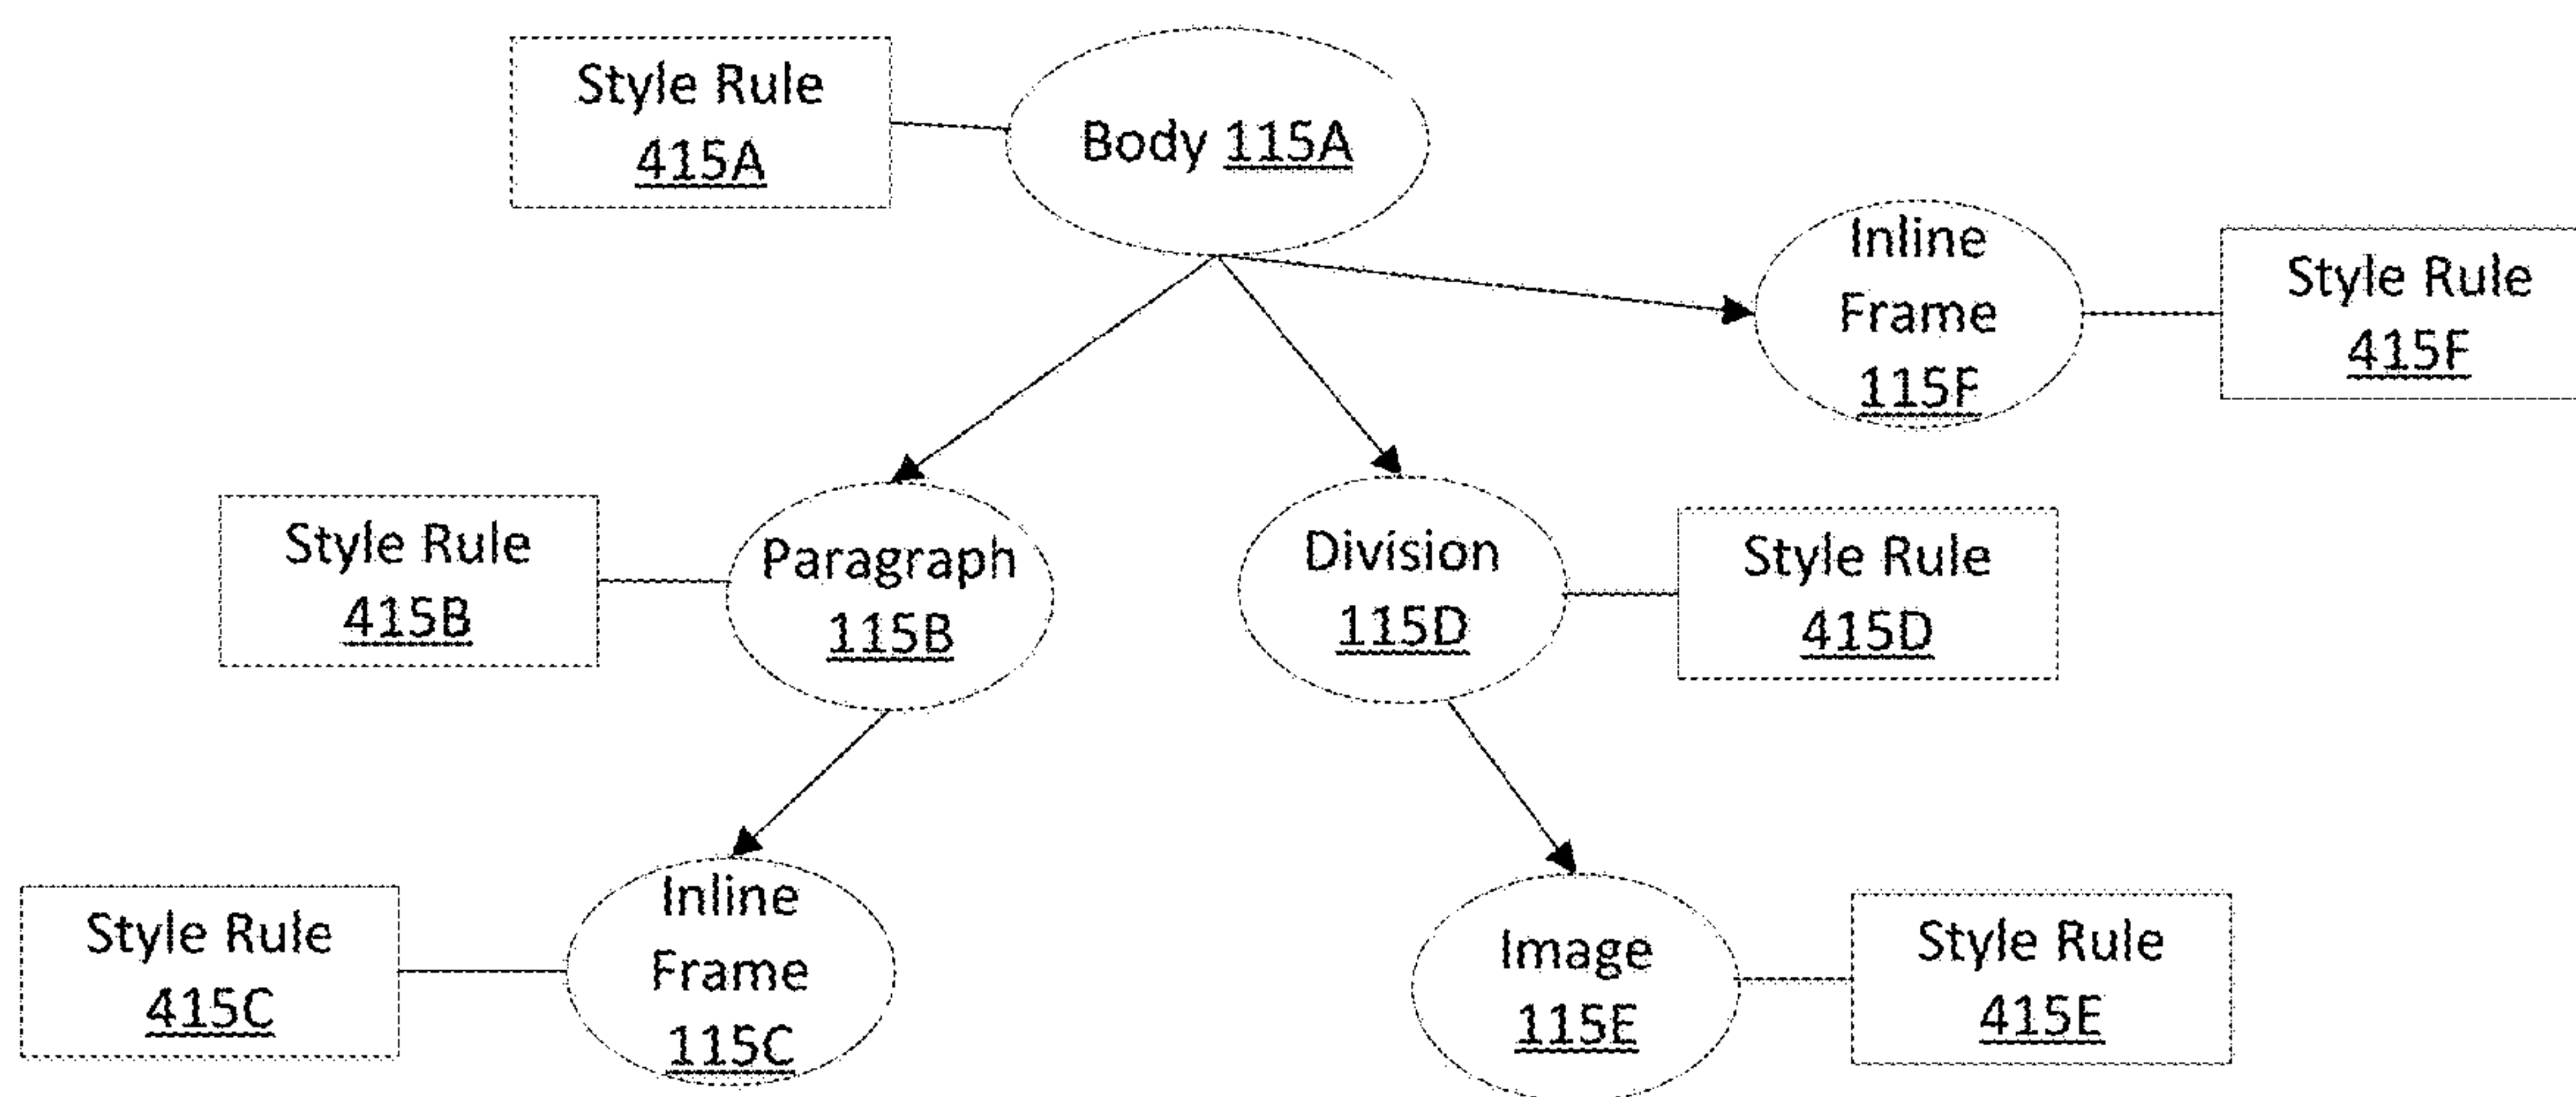 Style Rule
415A
Body 115A
Inline
Frame
115F
Style Rule
415F
Style Rule
415B
Paragraph
115B
Division
115D
Style Rule
415D
Style Rule
415C
Inline
Frame
115C
Image
115E
Style Rule
415E